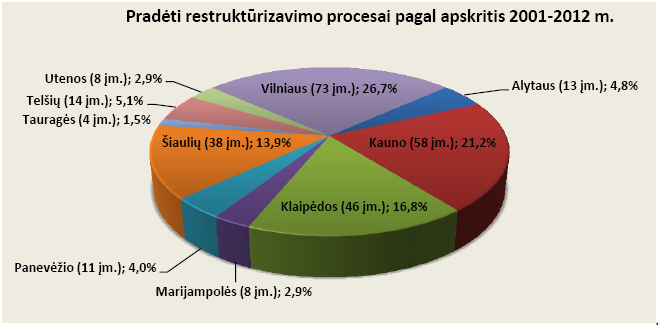 Pradėti restruktūrizavimo procesai pagal apskritis 2001-2012 m.
Utenos (8 įm.); 2,9%
Vilniaus (73 įm.); 26,7%
Alytaus (13 įm.); 4,8%
Telšių (14 įm.); 5,1%
Tauragės (4 įm.); 1,5%
Šiaulių (38 įm.); 13,9%
Kauno (58 įm.); 21,2%
Klaipėdos (46 įm.); 16,8%
Panevėžio (11 įm.); 4,0%
Marijampolės (8 įm.); 2,9%